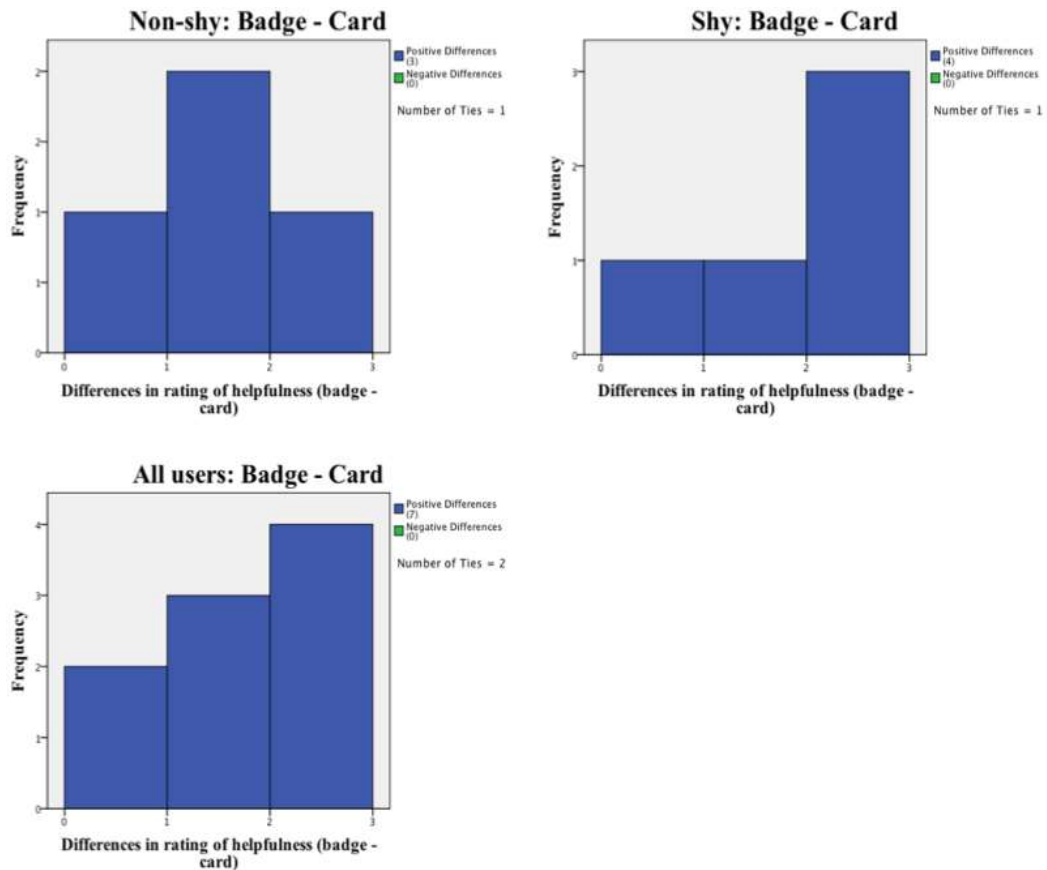 Non-shy: Badge - Card
Positive Differences
(3)
Negative Differences
(0)
Number of Ties = 1
Frequency
2
2
1
1
0
0 1 2 3
Differences in rating of helpfulness (badge -
card)
Shy: Badge - Card
Positive Differences
(4)
Negative Differences
(0)
Number of Ties = 1
Frequency
3
2
1
0
0 1 2 3
Differences in rating of helpfulness (badge -
card)
All users: Badge - Card
Positive Differences
(7)
Negative Differences
(0)
Number of Ties = 2
Frequency
4
3
2
1
0
0 1 2 3
Differences in rating of helpfulness (badge -
card)